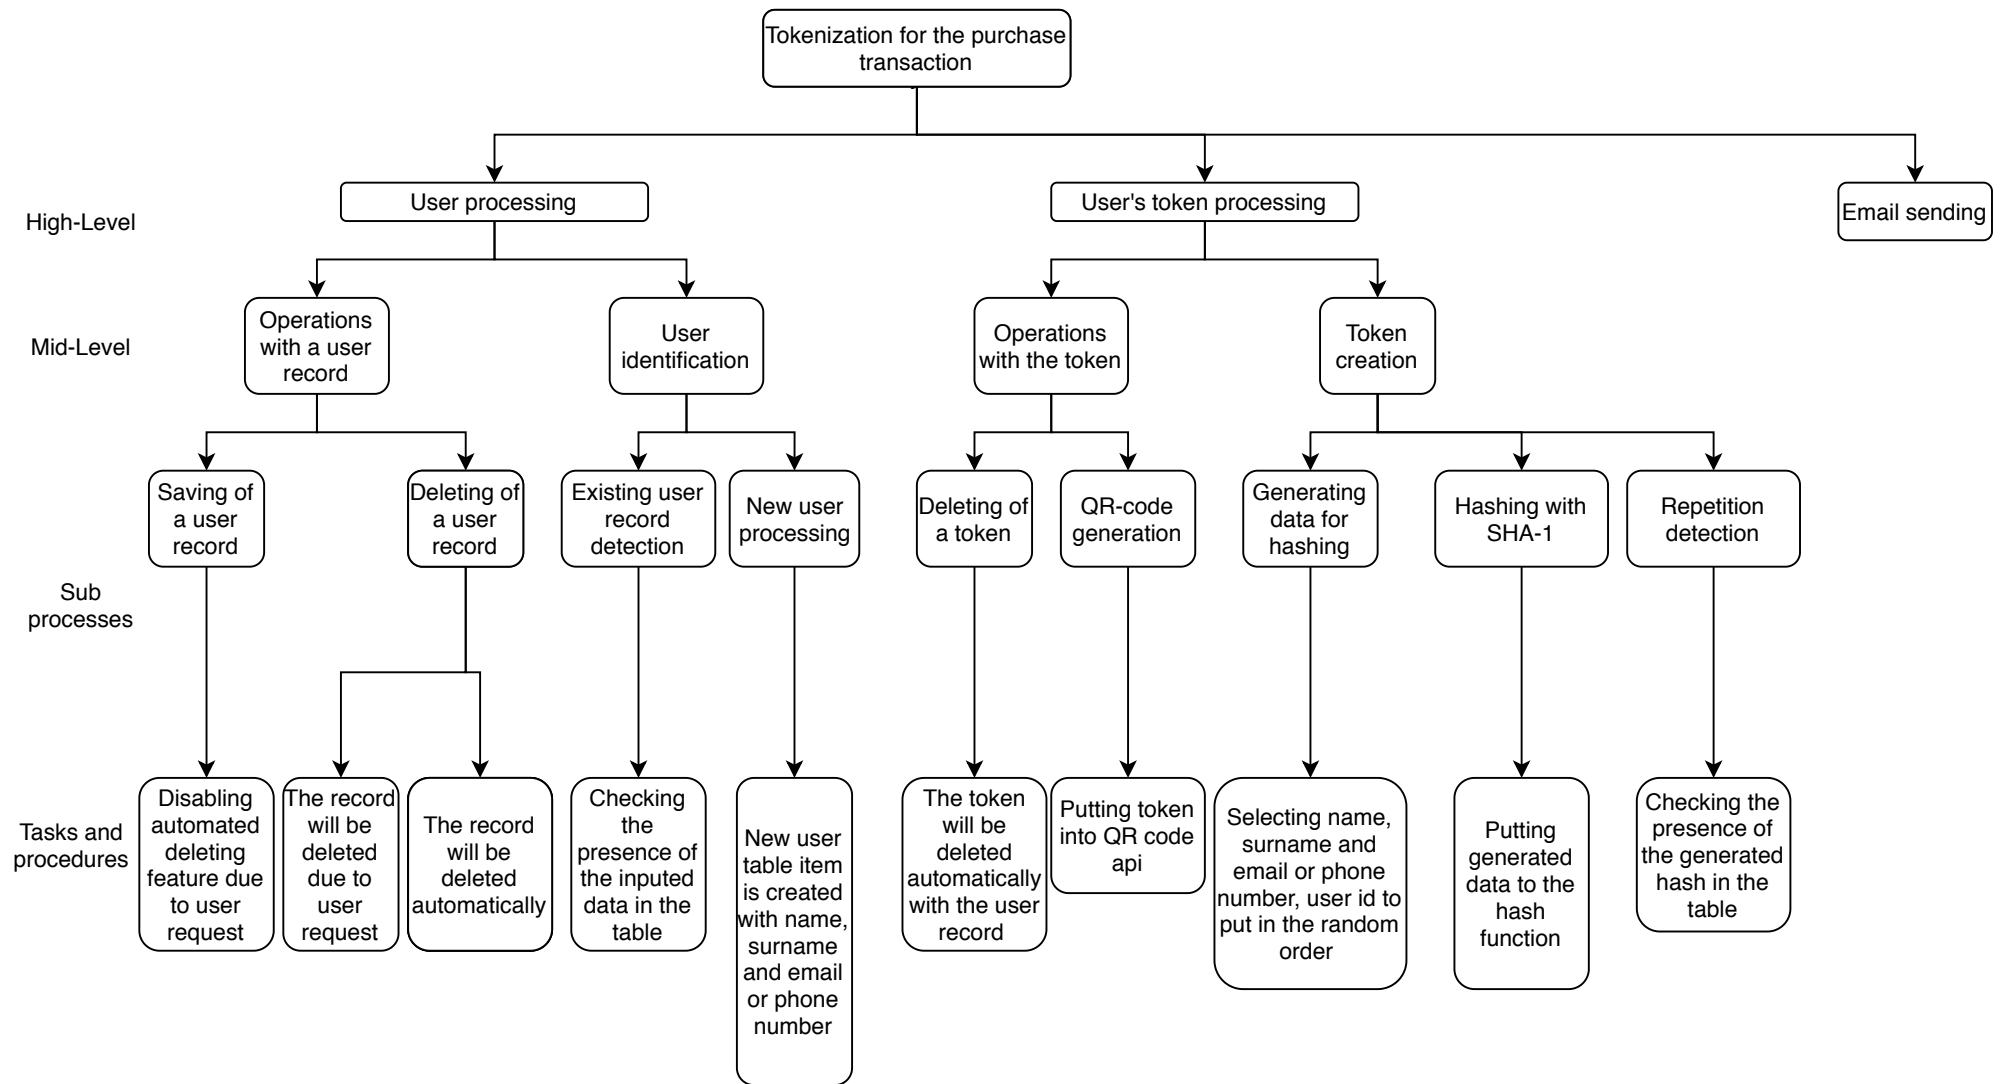 Tokenization for the purchase
transaction
High-Level
User processing
User's token processing
Email sending
Mid-Level
Operations
with a user
record
User
identification
Operations
with the token
Token
creation
Sub
processes
Saving of
a user
record
Deleting of
a user
record
Existing user
record
detection
New user
processing
Deleting of
a token
QR-code
generation
Generating
data for
hashing
Hashing with
SHA-1
Repetition
detection
Tasks and
procedures
Disabling
automated
deleting
feature due
to user
request
The record
will be
deleted
due to
user
request
The record
will be
deleted
automatically
Checking
the
presence of
the inputed
data in the
table
New user
table item
is created
with name,
surname
and email
or phone
number
The token
will be
deleted
automatically
with the user
record
Putting token
into QR code
api
Selecting name,
surname and
email or phone
number, user id to
put in the random
order
Putting
generated
data to the
hash
function
Checking the
presence of
the generated
hash in the
table